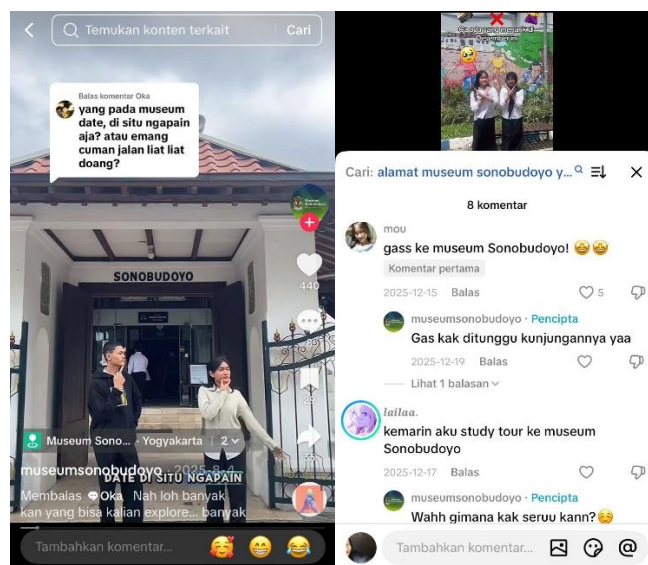 Temukan konten terkait
Cari
Balas komentar Oka
yang pada museum
date, di situ ngapain
aja? atau emang
cuman jalan liat liat
doang?
SONOBUDOYO
440
Museum Sono... · Yogyakarta | 2
museumsonobudoyo · 2025-8-4
DATE DI SITU NGAPAIN
Membalas Oka Nah loh banyak
kan yang bisa kalian explore... banyak
Tambahkan komentar...
Cari: alamat museum sonobudoyo y...
8 komentar
mou
gass ke museum Sonobudoyo! 🤩🤩
Komentar pertama
2025-12-15 Balas 5
museumsonobudoyo · Pencipta
Gas kak ditunggu kunjungannya yaa
2025-12-19 Balas
Lihat 1 balasan
lailaa.
kemarin aku study tour ke museum
Sonobudoyo
2025-12-17 Balas
museumsonobudoyo · Pencipta
Wahh gimana kak seruu kann?☺️
Tambahkan komentar...